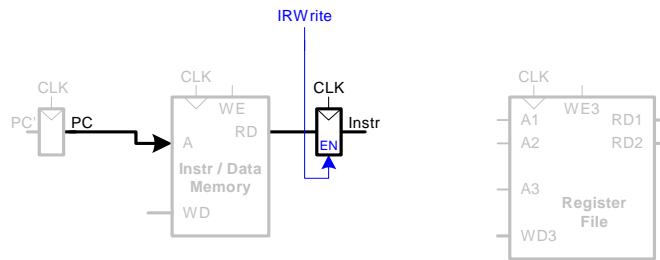 IRWrite
CLK
PC'
PC
CLK
WE
A
RD
Instr / Data
Memory
WD
CLK
EN
Instr
CLK
WE3
A1
RD1
A2
RD2
A3
Register
File
WD3